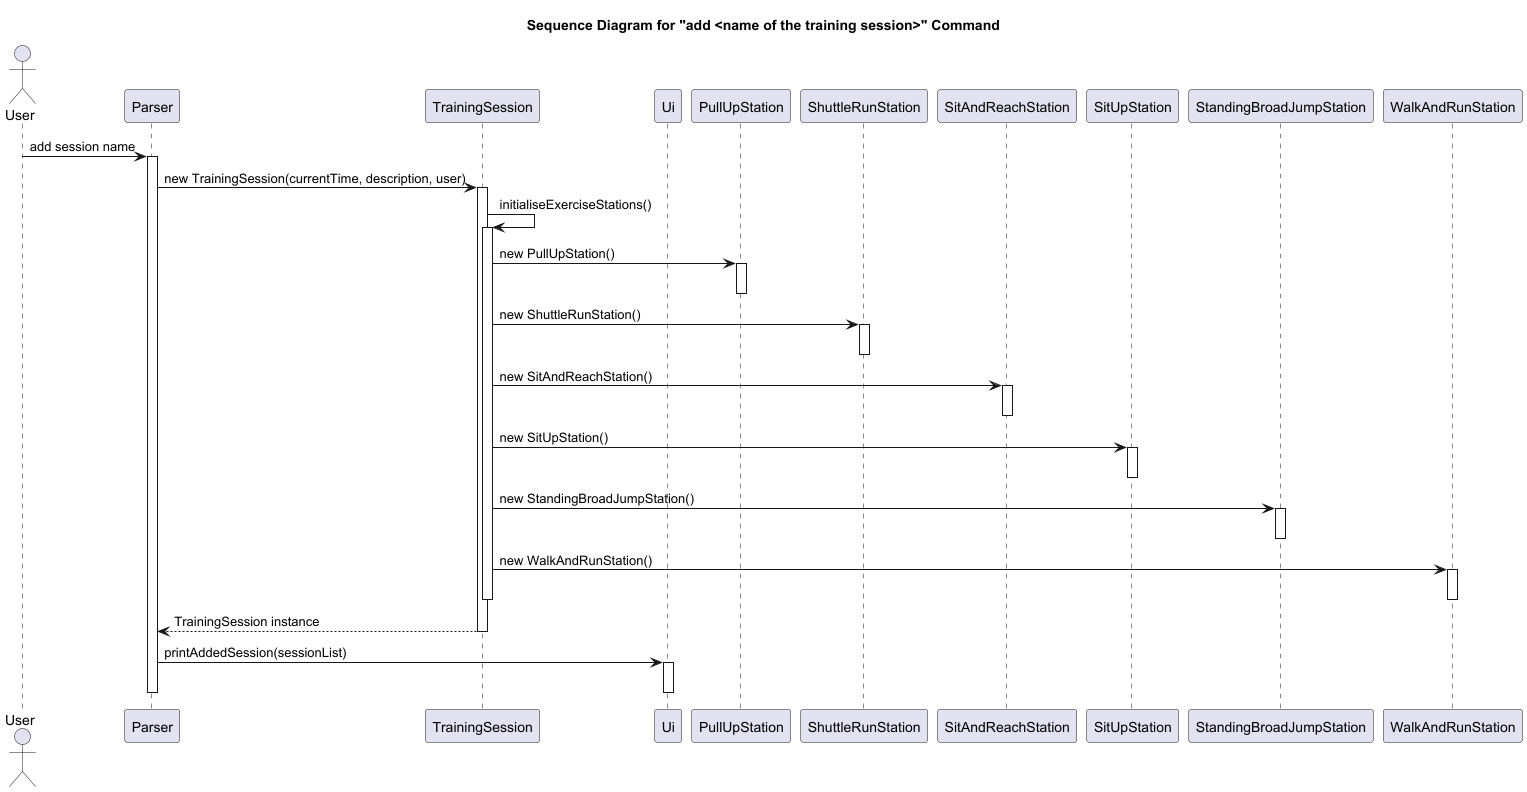 Sequence Diagram for "add <name of the training session>" Command
User
Parser
TrainingSession
Ui
PullUpStation
ShuttleRunStation
SitAndReachStation
SitUpStation
StandingBroadJumpStation
WalkAndRunStation
add session name
new TrainingSession(currentTime, description, user)
initialiseExerciseStations()
new PullUpStation()
new ShuttleRunStation()
new SitAndReachStation()
new SitUpStation()
new StandingBroadJumpStation()
new WalkAndRunStation()
TrainingSession instance
printAddedSession(sessionList)
User
Parser
TrainingSession
Ui
PullUpStation
ShuttleRunStation
SitAndReachStation
SitUpStation
StandingBroadJumpStation
WalkAndRunStation